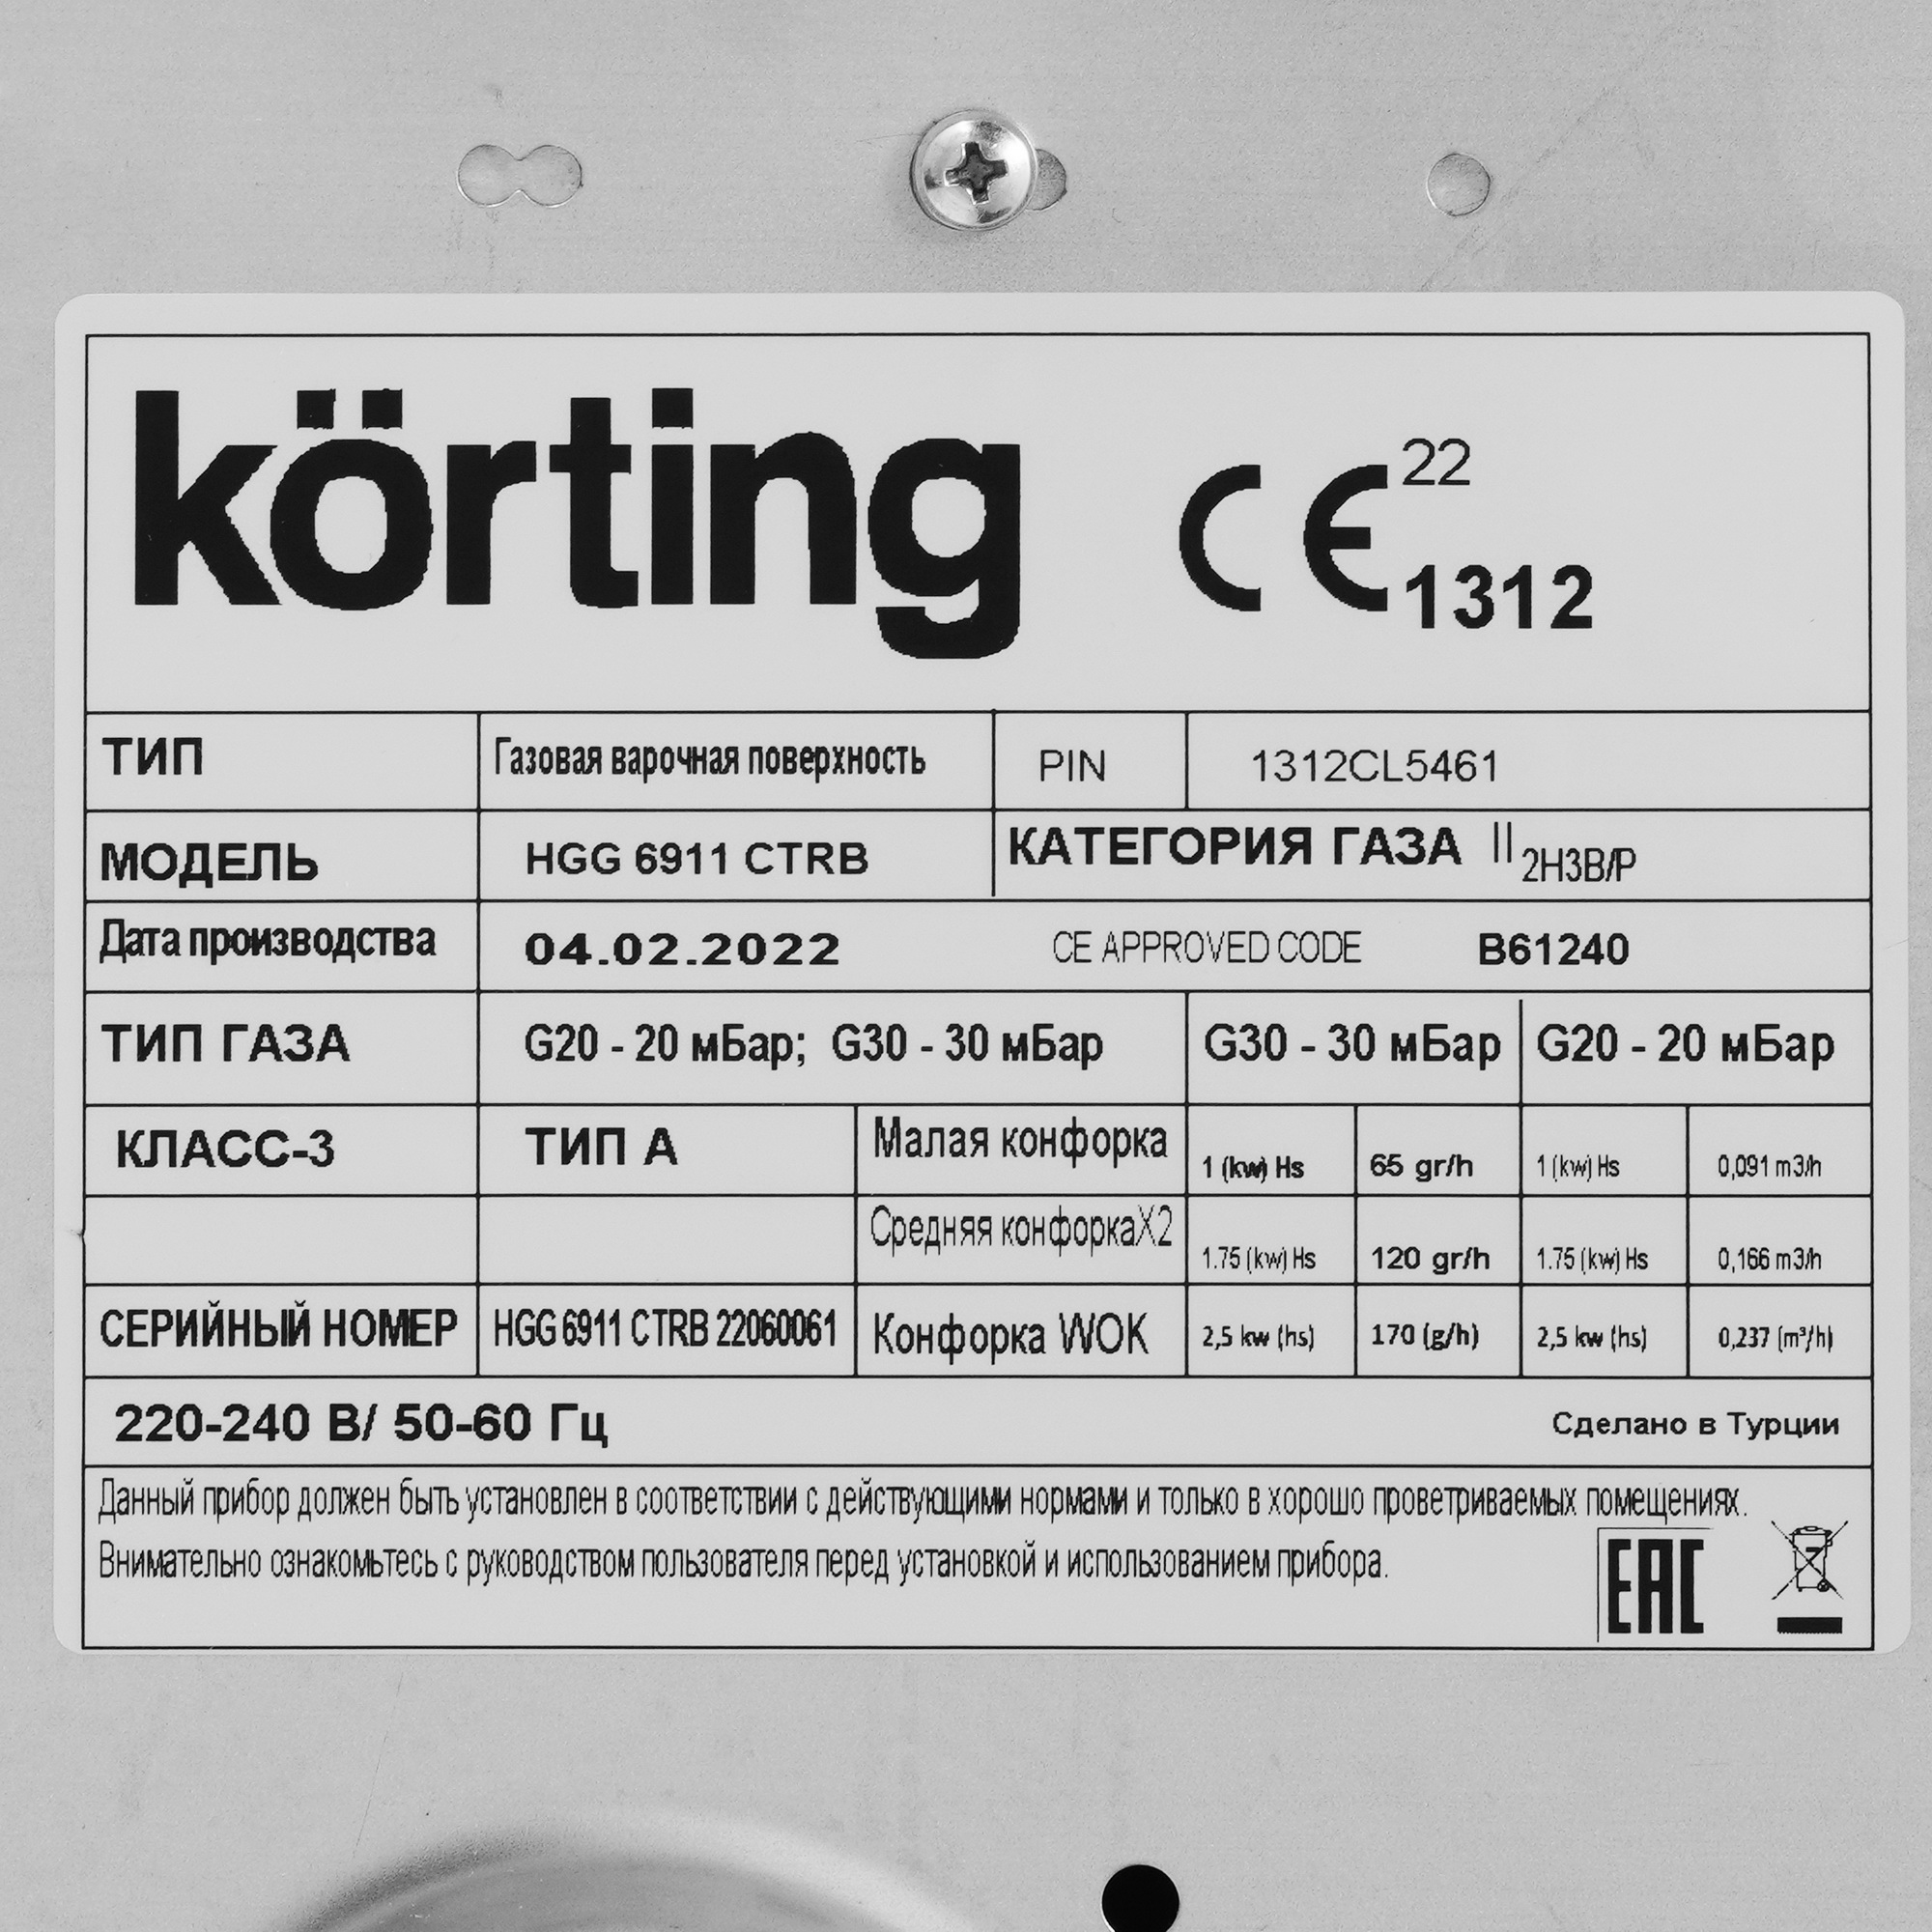 körting CE 22 1312
ТИП Газовая варочная поверхность PIN 1312CL5461
МОДЕЛЬ HGG 6911 CTRB КАТЕГОРИЯ ГАЗА II 2H3B/P
Дата производства 04.02.2022 CE APPROVED CODE B61240
ТИП ГАЗА G20 - 20 мБар; G30 - 30 мБар G30 - 30 мБар G20 - 20 мБар
КЛАСС-3 ТИП А Малая конфорка 1 (kw) Hs 65 gr/h 1 (kw) Hs 0,091 m3/h
Средняя конфоркаX2 1.75 (kw) Hs 120 gr/h 1.75 (kw) Hs 0,166 m3/h
СЕРИЙНЫЙ НОМЕР HGG 6911 CTRB 22060061 Конфорка WOK 2,5 kw (hs) 170 (g/h) 2,5 kw (hs) 0,237 (m³/h)
220-240 В/ 50-60 Гц Сделано в Турции
Данный прибор должен быть установлен в соответствии с действующими нормами и только в хорошо проветриваемых помещениях.
Внимательно ознакомьтесь с руководством пользователя перед установкой и использованием прибора.
EAC